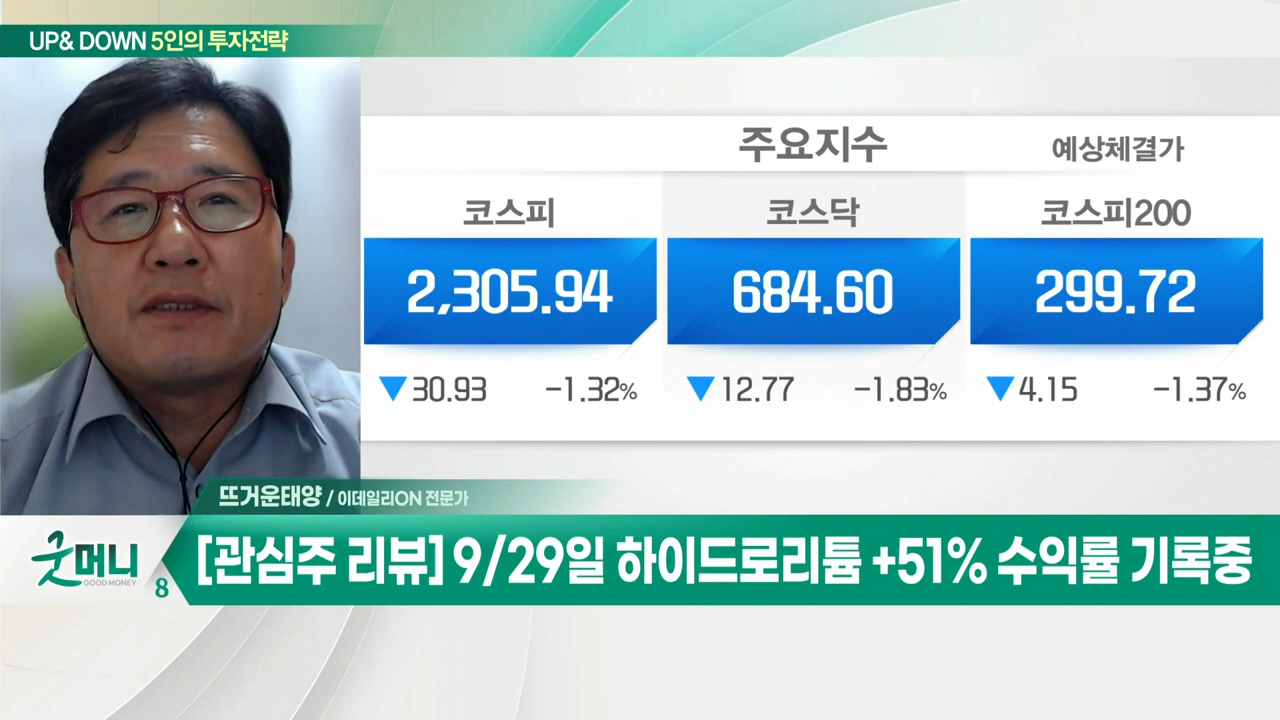 UP& DOWN 5인의 투자전략
주요지수
예상체결가
코스피
코스닥
코스피200
2,305.94
684.60
299.72
▼30.93 -1.32%
▼12.77 -1.83%
▼4.15 -1.37%
뜨거운태양 / 이데일리ON 전문가
굿머니
GOOD MONEY
8
[관심주 리뷰] 9/29일 하이드로리튬 +51% 수익률 기록중